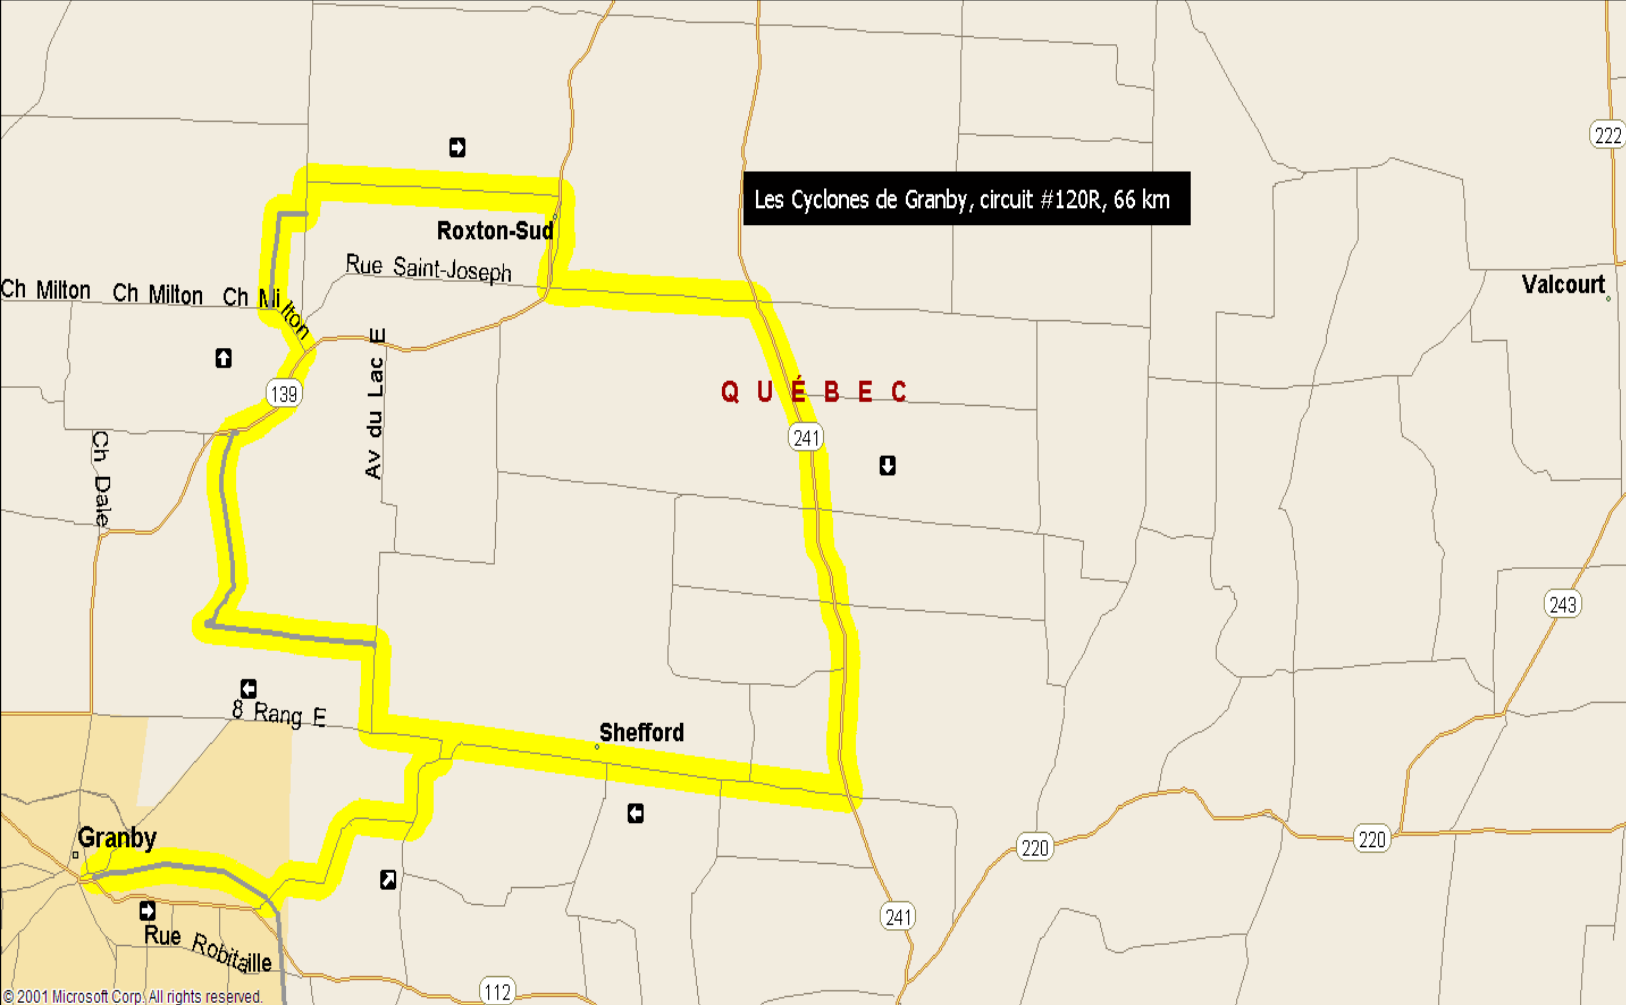 222
Les Cyclones de Granby, circuit #120R, 66 km
Roxton-Sud
Rue Saint-Joseph
Valcourt
Ch Milton Ch Milton Ch Milton
Av du Lac E
139
QUÉBEC
241
Ch Dale
243
8 Rang E
Shefford
Granby
220
220
241
Rue Robitaille
112
© 2001 Microsoft Corp. All rights reserved.